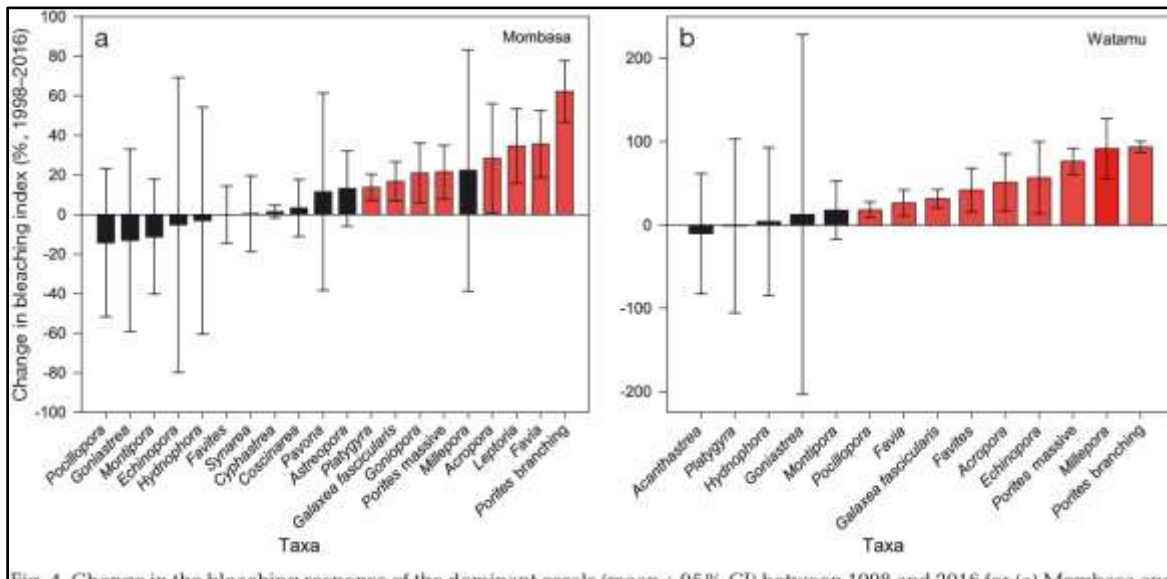 a
Mombasa
Change in bleaching index (%, 1998–2016)
100
80
60
40
20
0
-20
-40
-60
-80
-100
Pocillopora
Goniastrea
Montipora
Echinopora
Hydnophora
Favites
Synarea
Cyphastrea
Coscinarea
Pavona
Astreopora
Platygyra
Galaxea fascicularis
Goniopora
Porites massive
Millepora
Acropora
Leptoria
Favia
Porites branching
Taxa
b
Watamu
200
100
0
-100
-200
Acanthastrea
Platygyra
Hydnophora
Goniastrea
Montipora
Pocillopora
Favia
Galaxea fascicularis
Favites
Acropora
Echinopora
Porites massive
Millepora
Porites branching
Taxa
Fig. 4. Change in the bleaching response of the dominant corals (mean ± 95% CI) between 1998 and 2016 for (a) Mombasa